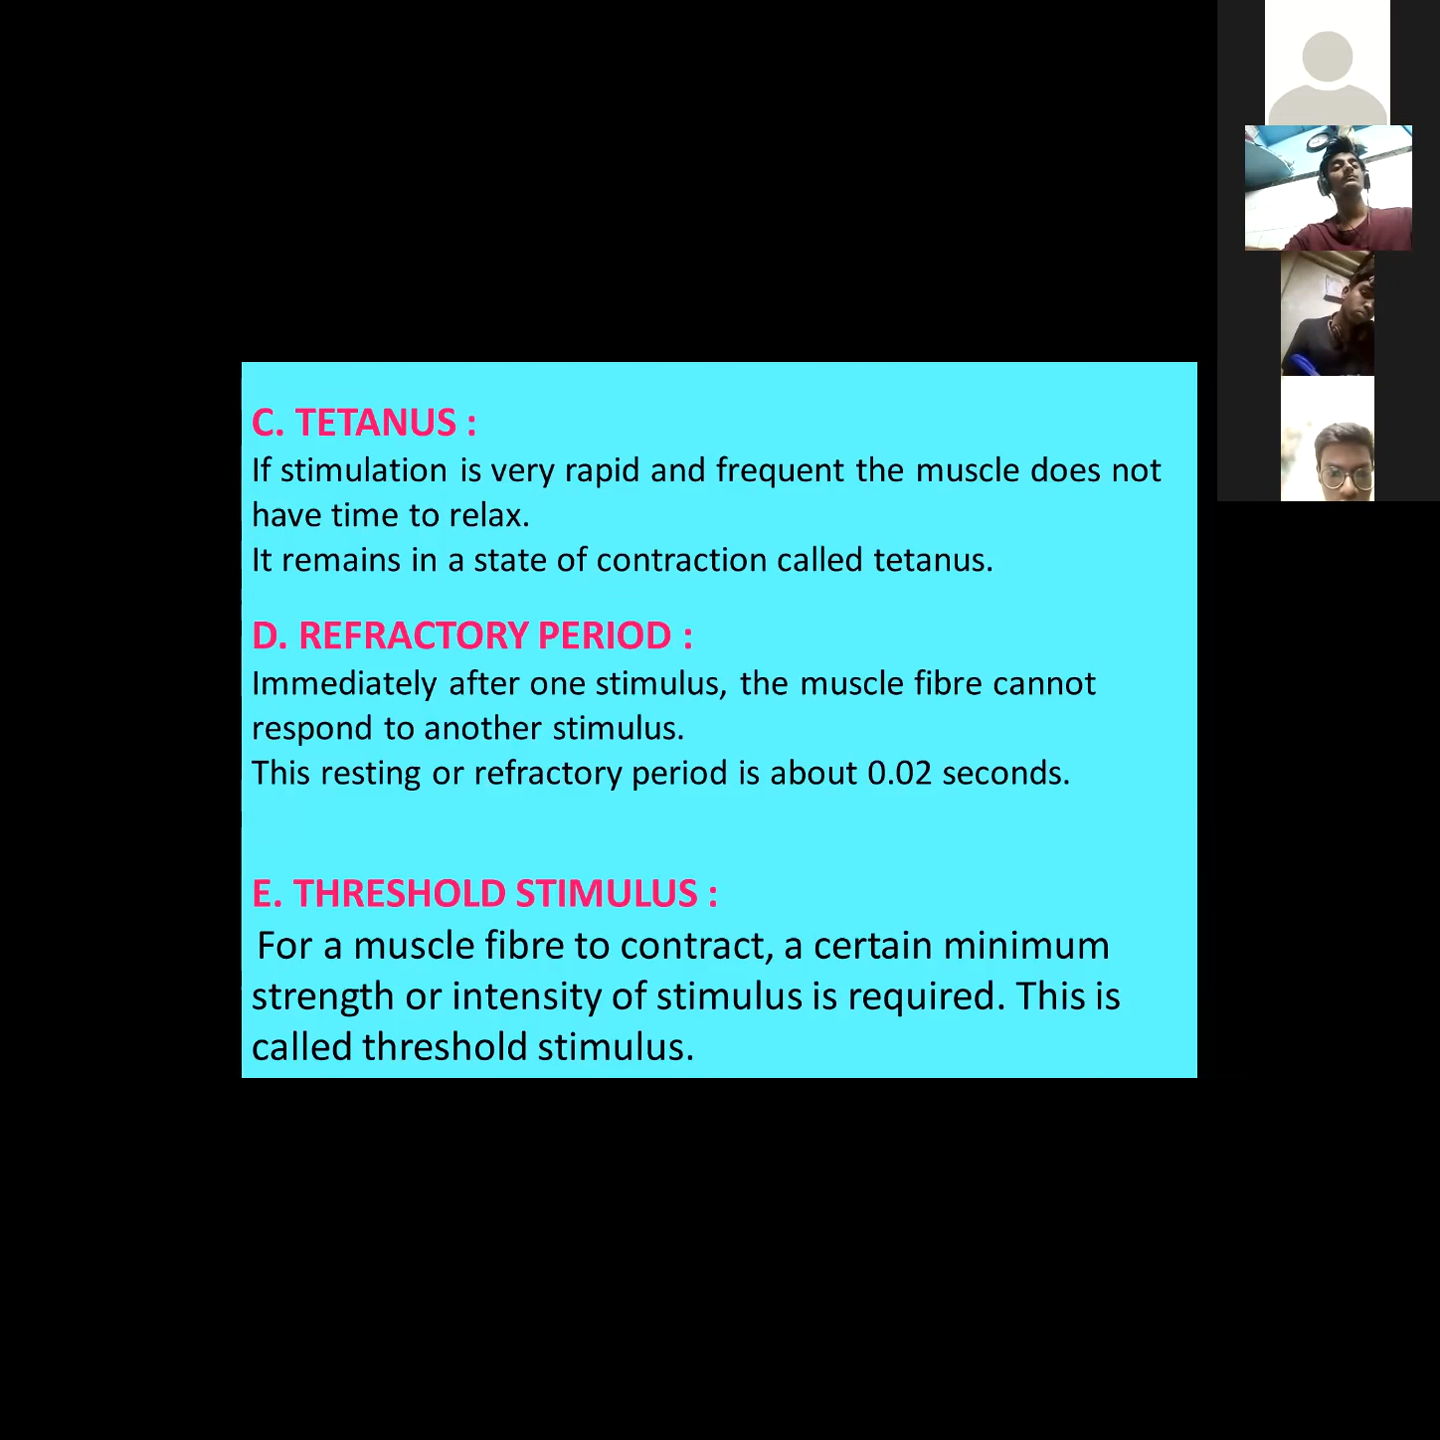 C. TETANUS :
If stimulation is very rapid and frequent the muscle does not
have time to relax.
It remains in a state of contraction called tetanus.
D. REFRACTORY PERIOD :
Immediately after one stimulus, the muscle fibre cannot
respond to another stimulus.
This resting or refractory period is about 0.02 seconds.
E. THRESHOLD STIMULUS :
For a muscle fibre to contract, a certain minimum
strength or intensity of stimulus is required. This is
called threshold stimulus.